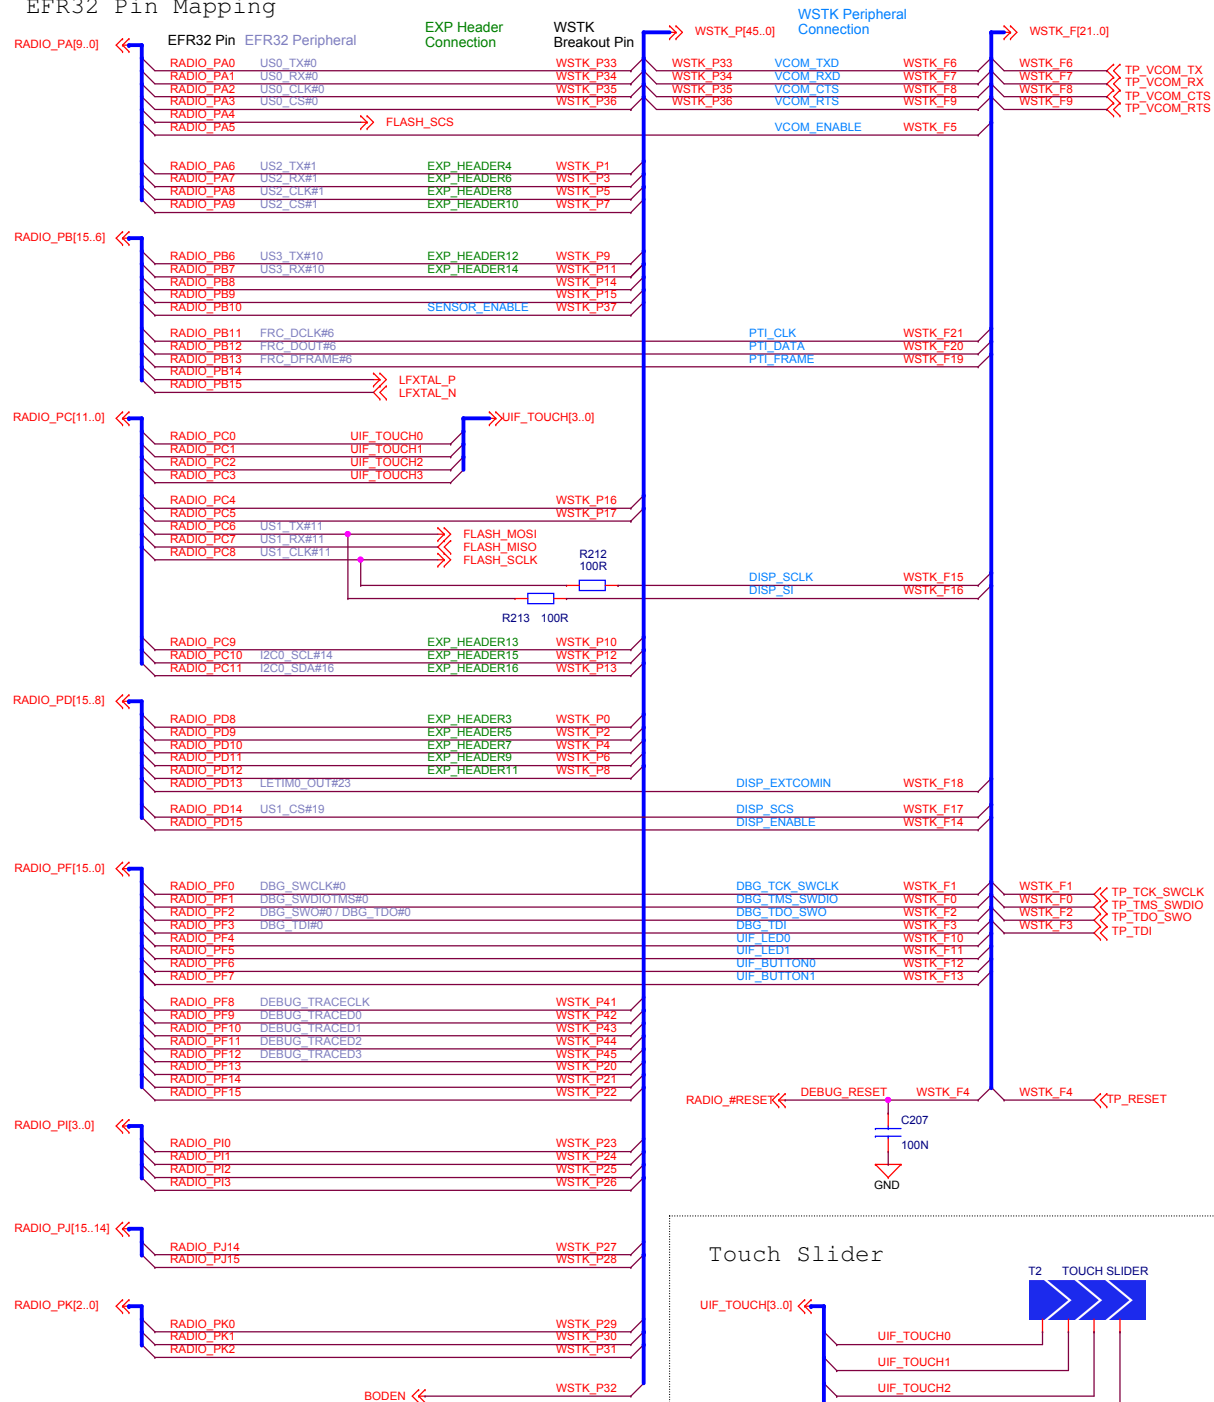 EFR32 Pin Mapping
EFR32 Pin EFR32 Peripheral EXP Header Connection WSTK Breakout Pin WSTK_P[45..0] WSTK Peripheral Connection WSTK_F[21..0]
RADIO_PA[9..0]
RADIO_PA0 US0_TX#0 WSTK_P33 WSTK_P33 VCOM_TXD WSTK_F6 WSTK_F6 TP_VCOM_TX
RADIO_PA1 US0_RX#0 WSTK_P34 WSTK_P34 VCOM_RXD WSTK_F7 WSTK_F7 TP_VCOM_RX
RADIO_PA2 US0_CLK#0 WSTK_P35 WSTK_P35 VCOM_CTS WSTK_F8 WSTK_F8 TP_VCOM_CTS
RADIO_PA3 US0_CS#0 WSTK_P36 WSTK_P36 VCOM_RTS WSTK_F9 WSTK_F9 TP_VCOM_RTS
RADIO_PA4 FLASH_SCS
RADIO_PA5 VCOM_ENABLE WSTK_F5
RADIO_PA6 US2_TX#1 EXP_HEADER4 WSTK_P1
RADIO_PA7 US2_RX#1 EXP_HEADER6 WSTK_P3
RADIO_PA8 US2_CLK#1 EXP_HEADER8 WSTK_P5
RADIO_PA9 US2_CS#1 EXP_HEADER10 WSTK_P7
RADIO_PB[15..6]
RADIO_PB6 US3_TX#10 EXP_HEADER12 WSTK_P9
RADIO_PB7 US3_RX#10 EXP_HEADER14 WSTK_P11
RADIO_PB8 WSTK_P14
RADIO_PB9 WSTK_P15
RADIO_PB10 SENSOR_ENABLE WSTK_P37
RADIO_PB11 FRC_DCLK#6 PTI_CLK WSTK_F21
RADIO_PB12 FRC_DOUT#6 PTI_DATA WSTK_F20
RADIO_PB13 FRC_DFRAME#6 PTI_FRAME WSTK_F19
RADIO_PB14 LFXTAL_P
RADIO_PB15 LFXTAL_N
RADIO_PC[11..0] UIF_TOUCH[3..0]
RADIO_PC0 UIF_TOUCH0
RADIO_PC1 UIF_TOUCH1
RADIO_PC2 UIF_TOUCH2
RADIO_PC3 UIF_TOUCH3
RADIO_PC4 WSTK_P16
RADIO_PC5 WSTK_P17
RADIO_PC6 US1_TX#11 FLASH_MOSI
RADIO_PC7 US1_RX#11 FLASH_MISO
RADIO_PC8 US1_CLK#11 FLASH_SCLK
R212
100R
DISP_SCLK WSTK_F15
DISP_SI WSTK_F16
R213 100R
RADIO_PC9 EXP_HEADER13 WSTK_P10
RADIO_PC10 I2C0_SCL#14 EXP_HEADER15 WSTK_P12
RADIO_PC11 I2C0_SDA#16 EXP_HEADER16 WSTK_P13
RADIO_PD[15..8]
RADIO_PD8 EXP_HEADER3 WSTK_P0
RADIO_PD9 EXP_HEADER5 WSTK_P2
RADIO_PD10 EXP_HEADER7 WSTK_P4
RADIO_PD11 EXP_HEADER9 WSTK_P6
RADIO_PD12 EXP_HEADER11 WSTK_P8
RADIO_PD13 LETIM0_OUT#23 DISP_EXTCOMIN WSTK_F18
RADIO_PD14 US1_CS#19 DISP_SCS WSTK_F17
RADIO_PD15 DISP_ENABLE WSTK_F14
RADIO_PF[15..0]
RADIO_PF0 DBG_SWCLK#0 DBG_TCK_SWCLK WSTK_F1 WSTK_F1 TP_TCK_SWCLK
RADIO_PF1 DBG_SWDIOTMS#0 DBG_TMS_SWDIO WSTK_F0 WSTK_F0 TP_TMS_SWDIO
RADIO_PF2 DBG_SWO#0 / DBG_TDO#0 DBG_TDO_SWO WSTK_F2 WSTK_F2 TP_TDO_SWO
RADIO_PF3 DBG_TDI#0 DBG_TDI WSTK_F3 WSTK_F3 TP_TDI
RADIO_PF4 UIF_LED0 WSTK_F10
RADIO_PF5 UIF_LED1 WSTK_F11
RADIO_PF6 UIF_BUTTON0 WSTK_F12
RADIO_PF7 UIF_BUTTON1 WSTK_F13
RADIO_PF8 DEBUG_TRACECLK WSTK_P41
RADIO_PF9 DEBUG_TRACED0 WSTK_P42
RADIO_PF10 DEBUG_TRACED1 WSTK_P43
RADIO_PF11 DEBUG_TRACED2 WSTK_P44
RADIO_PF12 DEBUG_TRACED3 WSTK_P45
RADIO_PF13 WSTK_P20
RADIO_PF14 WSTK_P21
RADIO_PF15 WSTK_P22
RADIO_#RESET DEBUG_RESET WSTK_F4 WSTK_F4 TP_RESET
C207
100N
GND
RADIO_PI[3..0]
RADIO_PI0 WSTK_P23
RADIO_PI1 WSTK_P24
RADIO_PI2 WSTK_P25
RADIO_PI3 WSTK_P26
RADIO_PJ[15..14]
RADIO_PJ14 WSTK_P27
RADIO_PJ15 WSTK_P28
RADIO_PK[2..0]
RADIO_PK0 WSTK_P29
RADIO_PK1 WSTK_P30
RADIO_PK2 WSTK_P31
BODEN WSTK_P32
Touch Slider
T2 TOUCH SLIDER
UIF_TOUCH[3..0]
UIF_TOUCH0
UIF_TOUCH1
UIF_TOUCH2